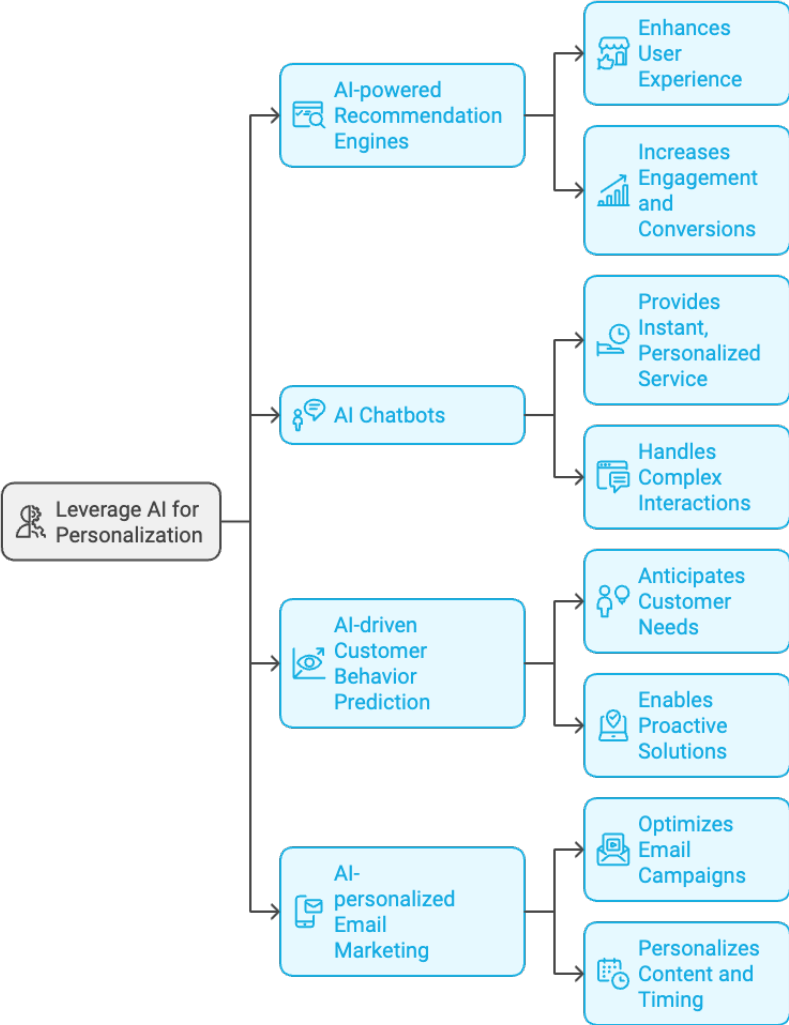 Enhances
User
Experience
AI-powered
Recommendation
Engines
Increases
Engagement
and
Conversions
Provides
Instant,
Personalized
Service
AI Chatbots
Handles
Complex
Interactions
Leverage AI for
Personalization
Anticipates
Customer
Needs
AI-driven
Customer
Behavior
Prediction
Enables
Proactive
Solutions
Optimizes
Email
Campaigns
AI-
personalized
Email
Marketing
Personalizes
Content and
Timing